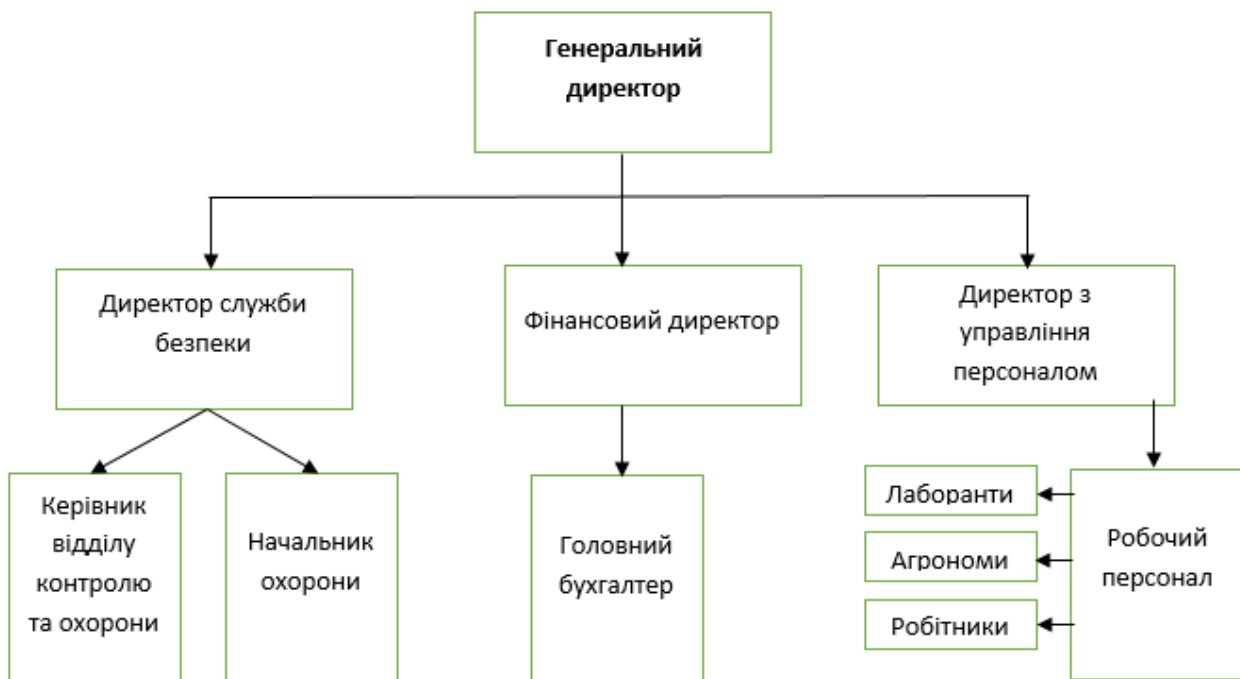 Генеральний
директор
Директор служби
безпеки
Фінансовий директор
Директор з
управління
персоналом
Керівник
відділу
контролю
та охорони
Начальник
охорони
Головний
бухгалтер
Лаборанти
Агрономи
Робітники
Робочий
персонал